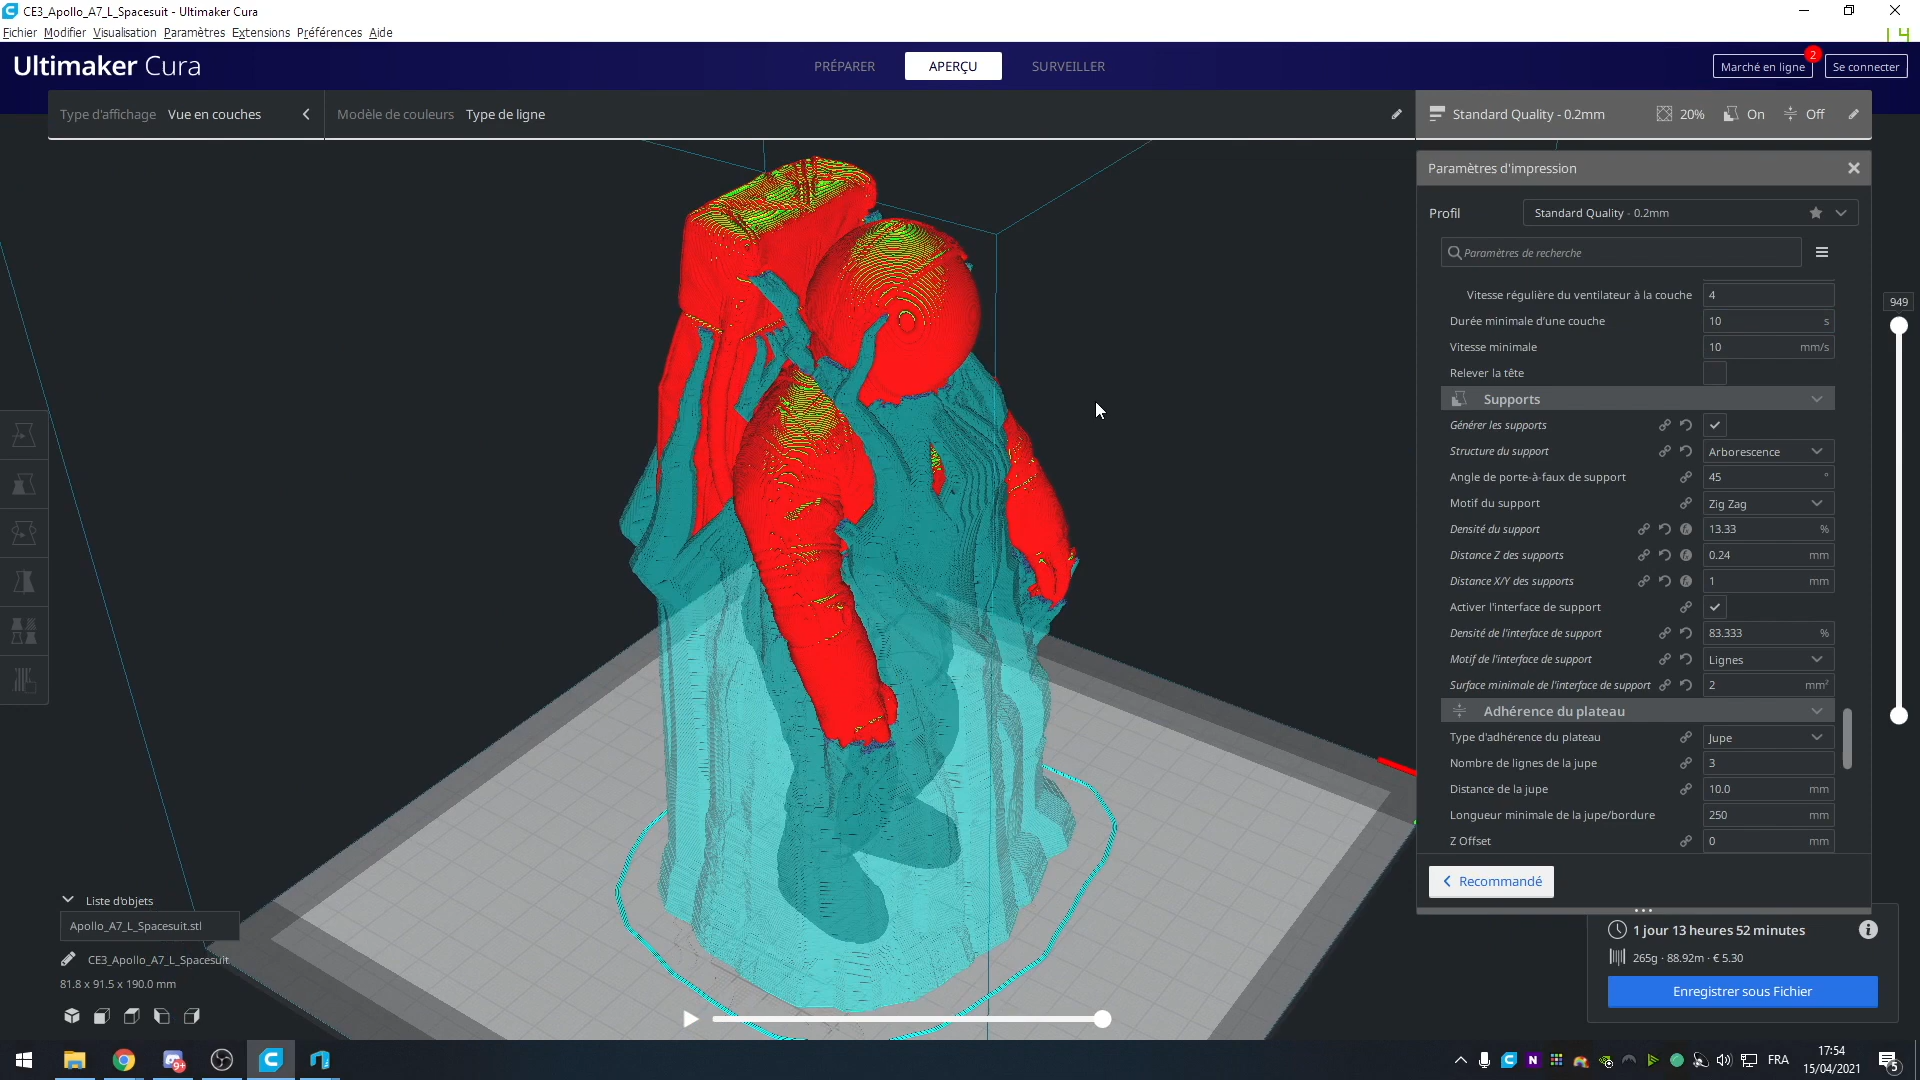 CE3_Apollo_A7_L_Spacesuit - Ultimaker Cura
Fichier Modifier Visualisation Paramètres Extensions Préférences Aide
14
Ultimaker Cura
PRÉPARER
APERÇU
SURVEILLER
Marché en ligne
2
Se connecter
Type d'affichage Vue en couches
Modèle de couleurs Type de ligne
Standard Quality - 0.2mm
20%
On
Off
Paramètres d'impression
Profil
Standard Quality - 0.2mm
Paramètres de recherche
Vitesse régulière du ventilateur à la couche 4
Durée minimale d'une couche 10 s
Vitesse minimale 10 mm/s
Relever la tête
Supports
Générer les supports
Structure du support Arborescence
Angle de porte-à-faux de support 45 °
Motif du support Zig Zag
Densité du support 13.33 %
Distance Z des supports 0.24 mm
Distance X/Y des supports 1 mm
Activer l'interface de support
Densité de l'interface de support 83.333 %
Motif de l'interface de support Lignes
Surface minimale de l'interface de support 2 mm²
Adhérence du plateau
Type d'adhérence du plateau Jupe
Nombre de lignes de la jupe 3
Distance de la jupe 10.0 mm
Longueur minimale de la jupe/bordure 250 mm
Z Offset 0 mm
Recommandé
949
Liste d'objets
Apollo_A7_L_Spacesuit.stl
CE3_Apollo_A7_L_Spacesuit
81.8 x 91.5 x 190.0 mm
1 jour 13 heures 52 minutes
265g · 88.92m · € 5.30
Enregistrer sous Fichier
9+
FRA
17:54
15/04/2021
5